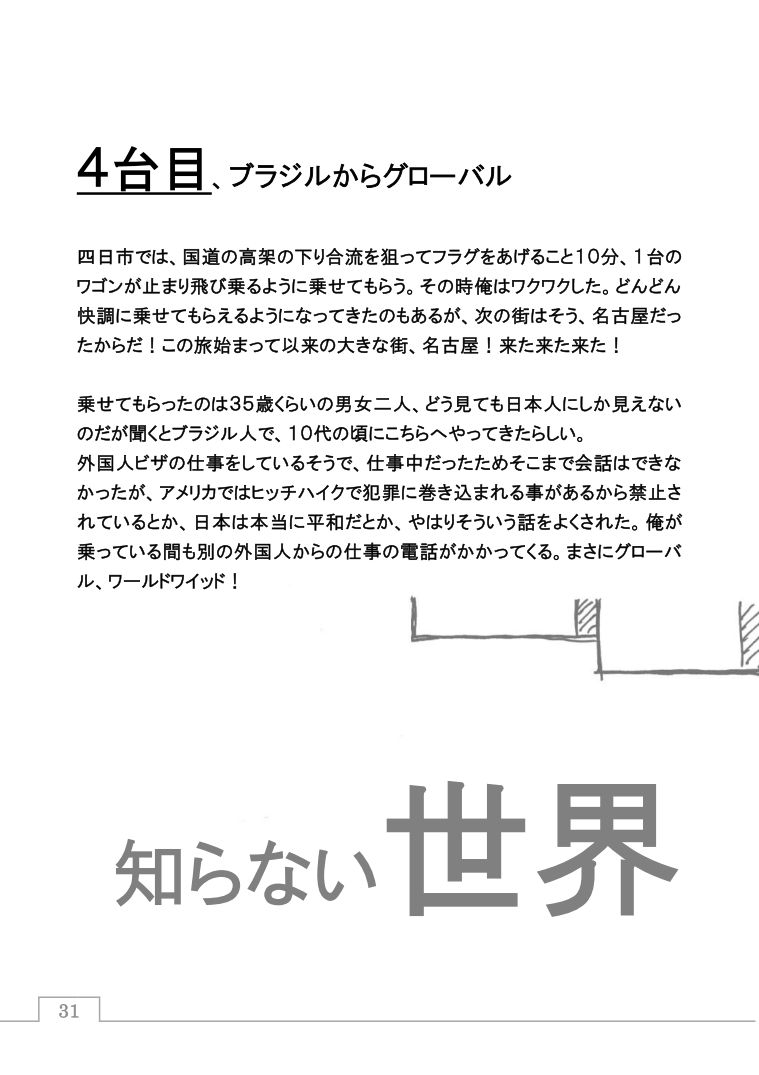 4台目、ブラジルからグローバル
四日市では、国道の高架の下り合流を狙ってフラグをあげること10分、1台の
ワゴンが止まり飛び乗るように乗せてもらう。その時俺はワクワクした。どんどん
快調に乗せてもらえるようになってきたのもあるが、次の街はそう、名古屋だっ
たからだ！この旅始まって以来の大きな街、名古屋！来た来た来た！
乗せてもらったのは35歳くらいの男女二人、どう見ても日本人にしか見えない
のだが聞くとブラジル人で、10代の頃にこちらへやってきたらしい。
外国人ビザの仕事をしているそうで、仕事中だったためそこまで会話はできな
かったが、アメリカではヒッチハイクで犯罪に巻き込まれる事があるから禁止さ
れているとか、日本は本当に平和だとか、やはりそういう話をよくされた。俺が
乗っている間も別の外国人からの仕事の電話がかかってくる。まさにグローバ
ル、ワールドワイッド！
知らない世界
31